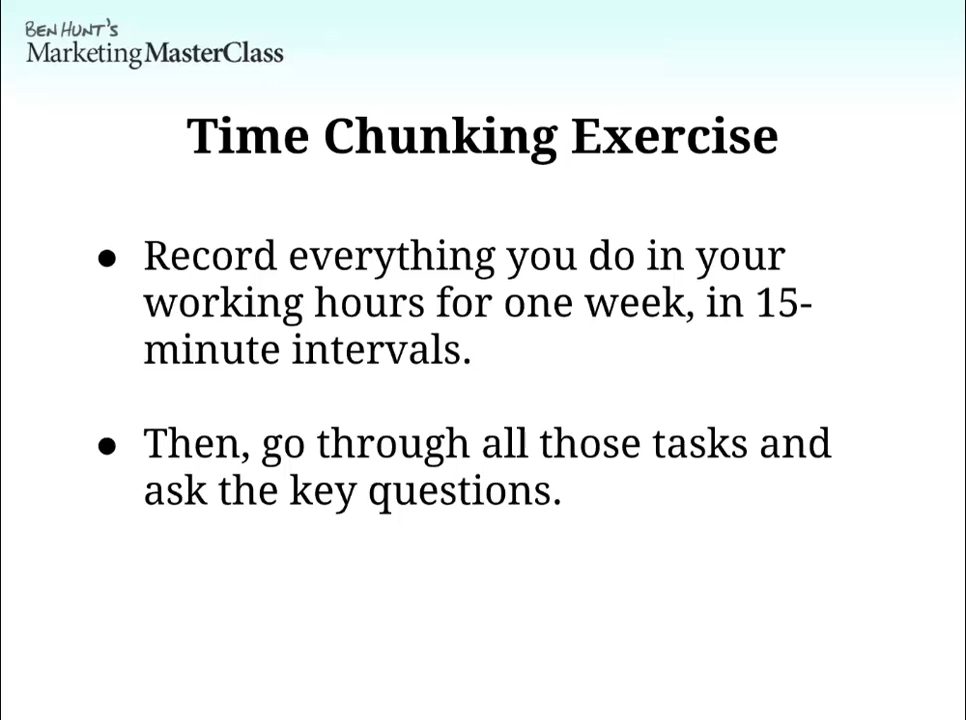 BEN HUNT'S
Marketing MasterClass
Time Chunking Exercise
● Record everything you do in your
working hours for one week, in 15-
minute intervals.
● Then, go through all those tasks and
ask the key questions.